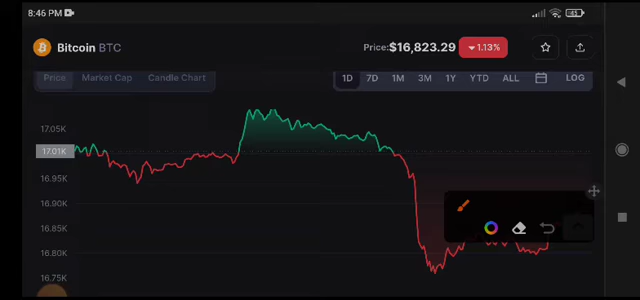 8:46 PM
Bitcoin BTC
Price: $16,823.29 1.13%
Price Market Cap Candle Chart
1D 7D 1M 3M 1Y YTD ALL LOG
17.05K
17.01K
16.95K
16.90K
16.85K
16.80K
16.75K